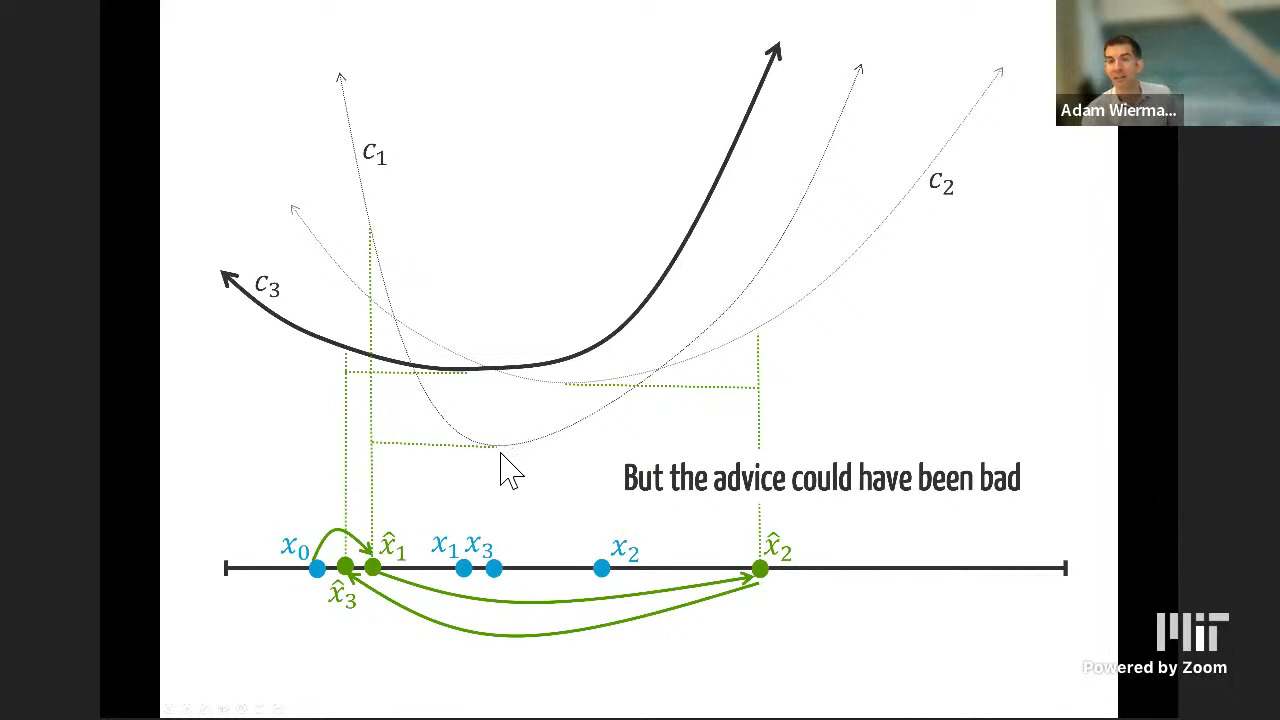 Adam Wierma...
c₁
c₂
c₃
But the advice could have been bad
x₀ x̂₁ x₁ x₃ x₂ x̂₂
x̂₃
MIT
Powered by Zoom